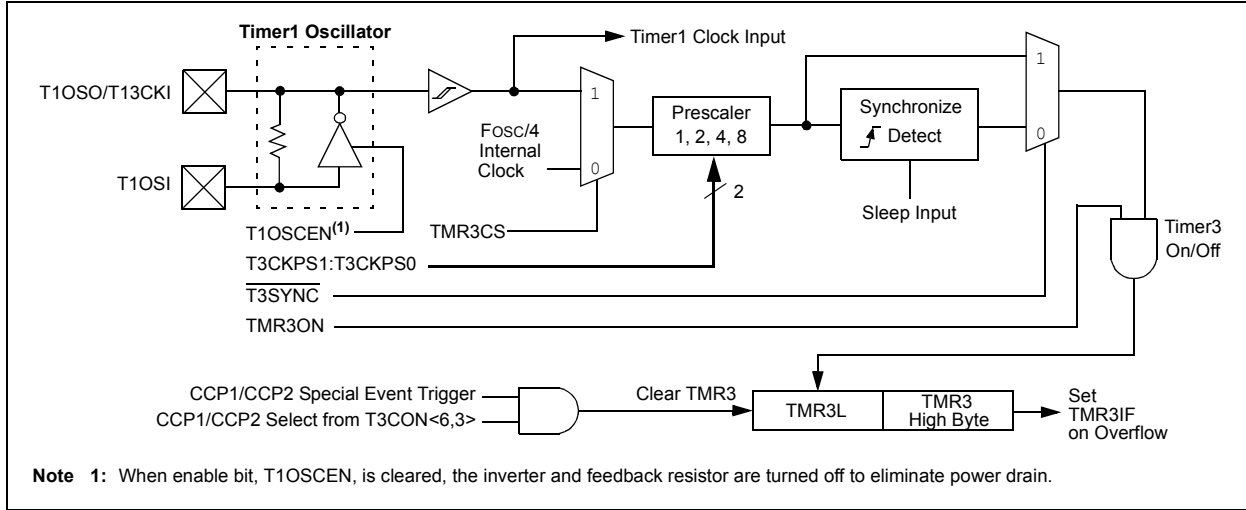 Timer1 Oscillator
Timer1 Clock Input
T1OSO/T13CKI
1
FOSC/4
Internal
Clock
0
Prescaler
1, 2, 4, 8
2
Synchronize
Detect
1
0
Sleep Input
T1OSI
T1OSCEN(1)
TMR3CS
T3CKPS1:T3CKPS0
T3SYNC
TMR3ON
Timer3
On/Off
CCP1/CCP2 Special Event Trigger
CCP1/CCP2 Select from T3CON<6,3>
Clear TMR3
TMR3L
TMR3
High Byte
Set
TMR3IF
on Overflow
Note 1: When enable bit, T1OSCEN, is cleared, the inverter and feedback resistor are turned off to eliminate power drain.